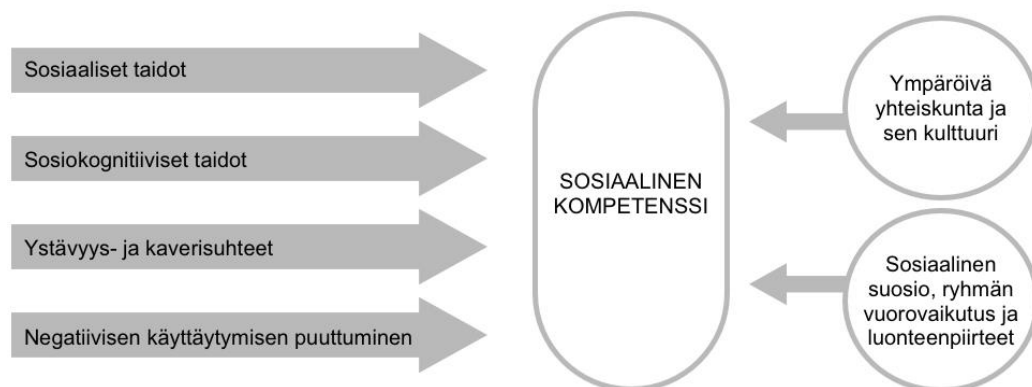 Sosiaaliset taidot
Sosiokognitiiviset taidot
Ystävyys- ja kaverisuhteet
Negatiivisen käyttäytymisen puuttuminen
SOSIAALINEN
KOMPETENSSI
Ympäröivä
yhteiskunta ja
sen kulttuuri
Sosiaalinen
suosio, ryhmän
vuorovaikutus ja
luonteenpiirteet